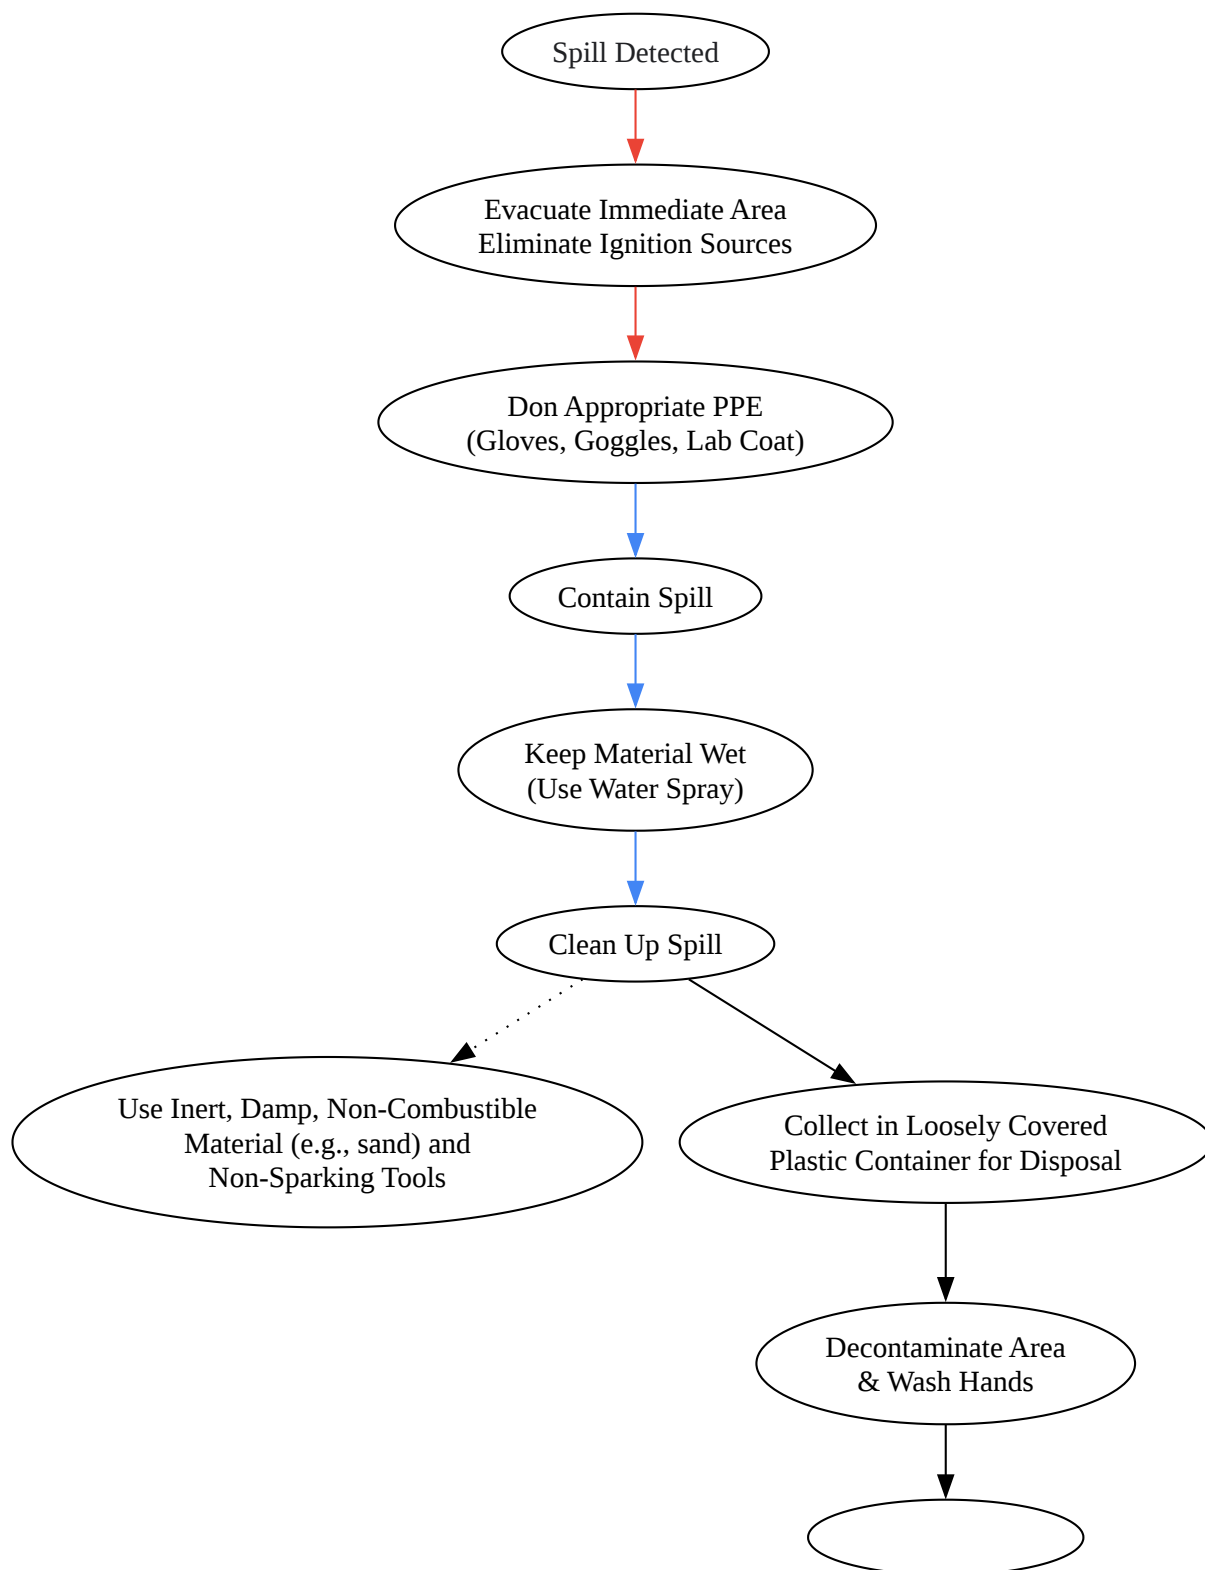 Spill Detected
Evacuate Immediate Area
Eliminate Ignition Sources
Don Appropriate PPE
(Gloves, Goggles, Lab Coat)
Contain Spill
Keep Material Wet
(Use Water Spray)
Clean Up Spill
Use Inert, Damp, Non-Combustible
Material (e.g., sand) and
Non-Sparking Tools
Collect in Loosely Covered
Plastic Container for Disposal
Decontaminate Area
& Wash Hands